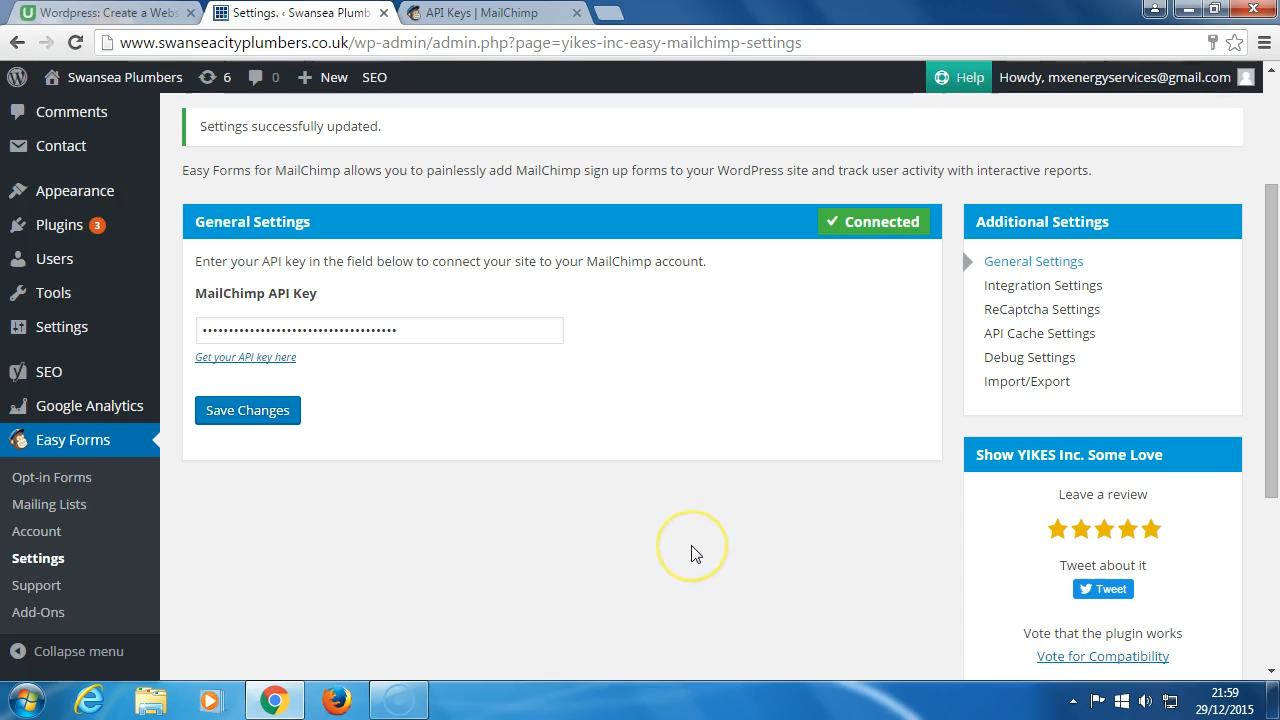 Wordpress: Create a Webs
Settings. ‹ Swansea Plumb
API Keys | MailChimp
www.swanseacityplumbers.co.uk/wp-admin/admin.php?page=yikes-inc-easy-mailchimp-settings
Swansea Plumbers
6
0
New
SEO
Help
Howdy, mxenergyservices@gmail.com
Comments
Contact
Appearance
Plugins 3
Users
Tools
Settings
SEO
Google Analytics
Easy Forms
Opt-in Forms
Mailing Lists
Account
Settings
Support
Add-Ons
Collapse menu
Settings successfully updated.
Easy Forms for MailChimp allows you to painlessly add MailChimp sign up forms to your WordPress site and track user activity with interactive reports.
General Settings
Connected
Enter your API key in the field below to connect your site to your MailChimp account.
MailChimp API Key
Get your API key here
Save Changes
Additional Settings
General Settings
Integration Settings
ReCaptcha Settings
API Cache Settings
Debug Settings
Import/Export
Show YIKES Inc. Some Love
Leave a review
Tweet about it
Tweet
Vote that the plugin works
Vote for Compatibility
21:59
29/12/2015